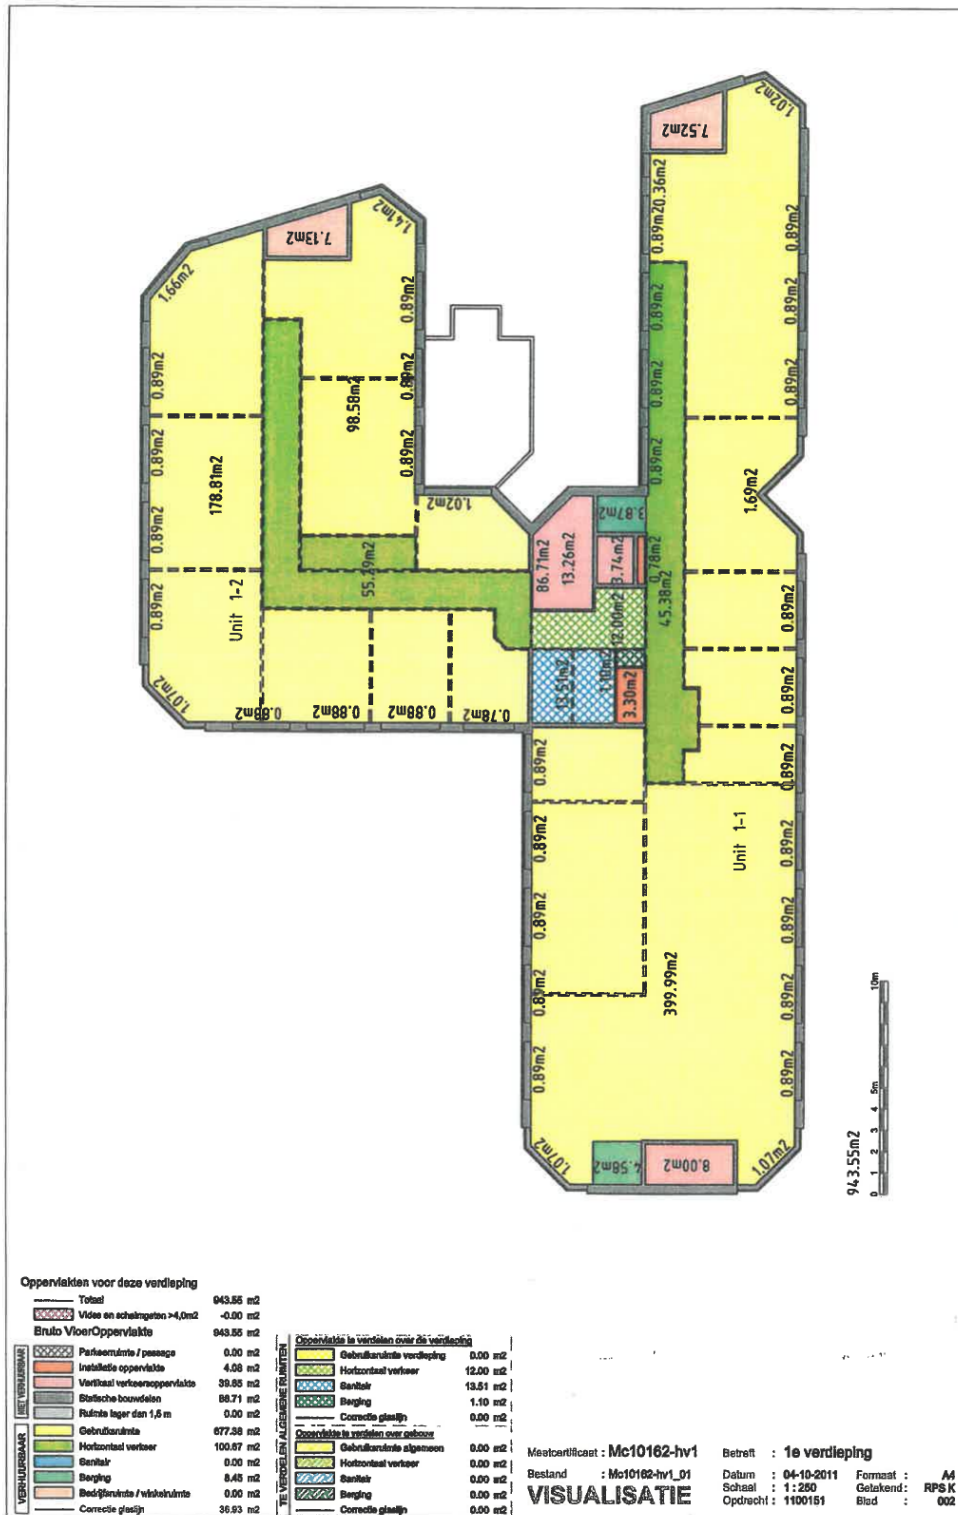 1.02m2
7.52m2
0.36m2
0.89m2
0.89m2
1.41m2
7.13m2
1.66m2
0.89m2
0.89m2
0.89m2
0.89m2
0.89m2
0.89m2
98.58m2
0.89m2
0.89m2
0.89m2
0.89m2
178.81m2
1.69m2
1.02m2
3.87m2
86.71m2
13.26m2
3.74m2
0.78m2
0.89m2
55.29m2
45.38m2
0.89m2
0.89m2
Unit 1-2
12.00m2
13.51m2
1.10m2
3.30m2
0.89m2
1.07m2
0.88m2
0.88m2
0.88m2
0.78m2
0.89m2
0.89m2
0.89m2
Unit 1-1
0.89m2
0.89m2
0.89m2
399.99m2
0.89m2
0.89m2
0.89m2
0.89m2
1.07m2
4.58m2
8.00m2
1.07m2
943.55m2
0 1 2 3 4 5m 10m
Oppervlakten voor deze verdieping
Totaal 943.55 m2
Vides en schalmgaten >4,0m2 -0.00 m2
Bruto VloerOppervlakte 943.55 m2
NIET VERHUURBAAR
Parkeerruimte / passage 0.00 m2
Installatie oppervlakte 4.08 m2
Vertikaal verkeersoppervlakte 39.65 m2
Statische bouwdelen 86.71 m2
Ruimte lager dan 1,5 m 0.00 m2
VERHUURBAAR
Gebruiksruimte 677.38 m2
Horizontaal verkeer 100.67 m2
Sanitair 0.00 m2
Berging 8.45 m2
Bedrijfsruimte / winkelruimte 0.00 m2
Correctie glaslijn 36.93 m2
TE VERDELEN ALGEMENE RUIMTEN
Oppervlakte te verdelen over de verdieping
Gebruiksruimte verdieping 0.00 m2
Horizontaal verkeer 12.00 m2
Sanitair 13.51 m2
Berging 1.10 m2
Correctie glaslijn 0.00 m2
Oppervlakte te verdelen over gebouw
Gebruiksruimte algemeen 0.00 m2
Horizontaal verkeer 0.00 m2
Sanitair 0.00 m2
Berging 0.00 m2
Correctie glaslijn 0.00 m2
Meetcertificaat : Mc10162-hv1 Betreft : 1e verdieping
Bestand : Mc10162-hv1_01 Datum : 04-10-2011 Formaat : A4
VISUALISATIE Schaal : 1 : 250 Getekend : RPS K
Opdracht : 1100151 Blad : 002